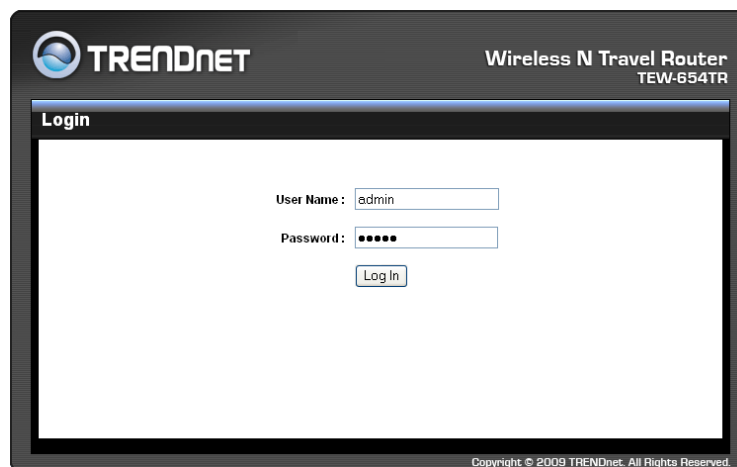 TRENDNET
Wireless N Travel Router
TEW-654TR
Login
User Name :
admin
Password :
●●●●●
Log In
Copyright © 2009 TRENDnet. All Rights Reserved.